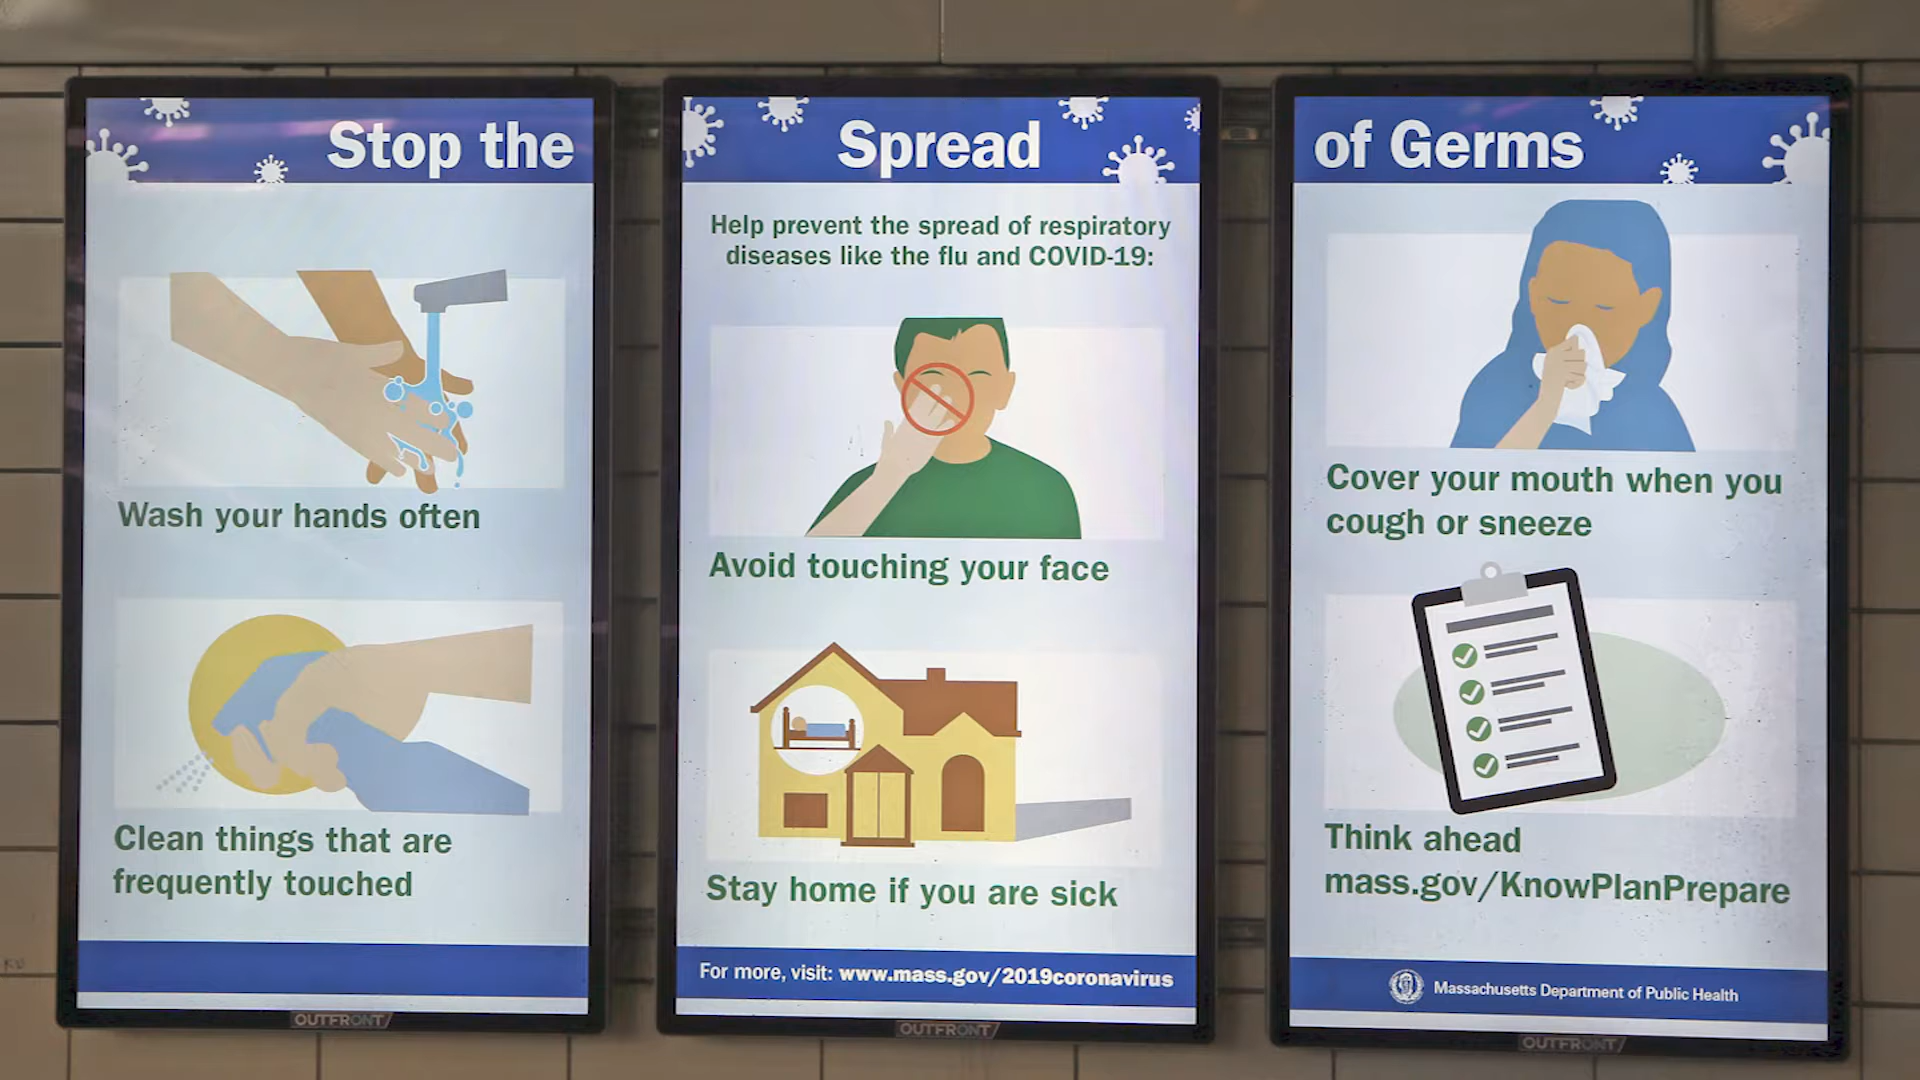 Stop the
Wash your hands often
Clean things that are
frequently touched
OUTFRONT/
Spread
Help prevent the spread of respiratory
diseases like the flu and COVID-19:
Avoid touching your face
Stay home if you are sick
For more, visit: www.mass.gov/2019coronavirus
OUTFRONT/
of Germs
Cover your mouth when you
cough or sneeze
Think ahead
mass.gov/KnowPlanPrepare
Massachusetts Department of Public Health
OUTFRONT/